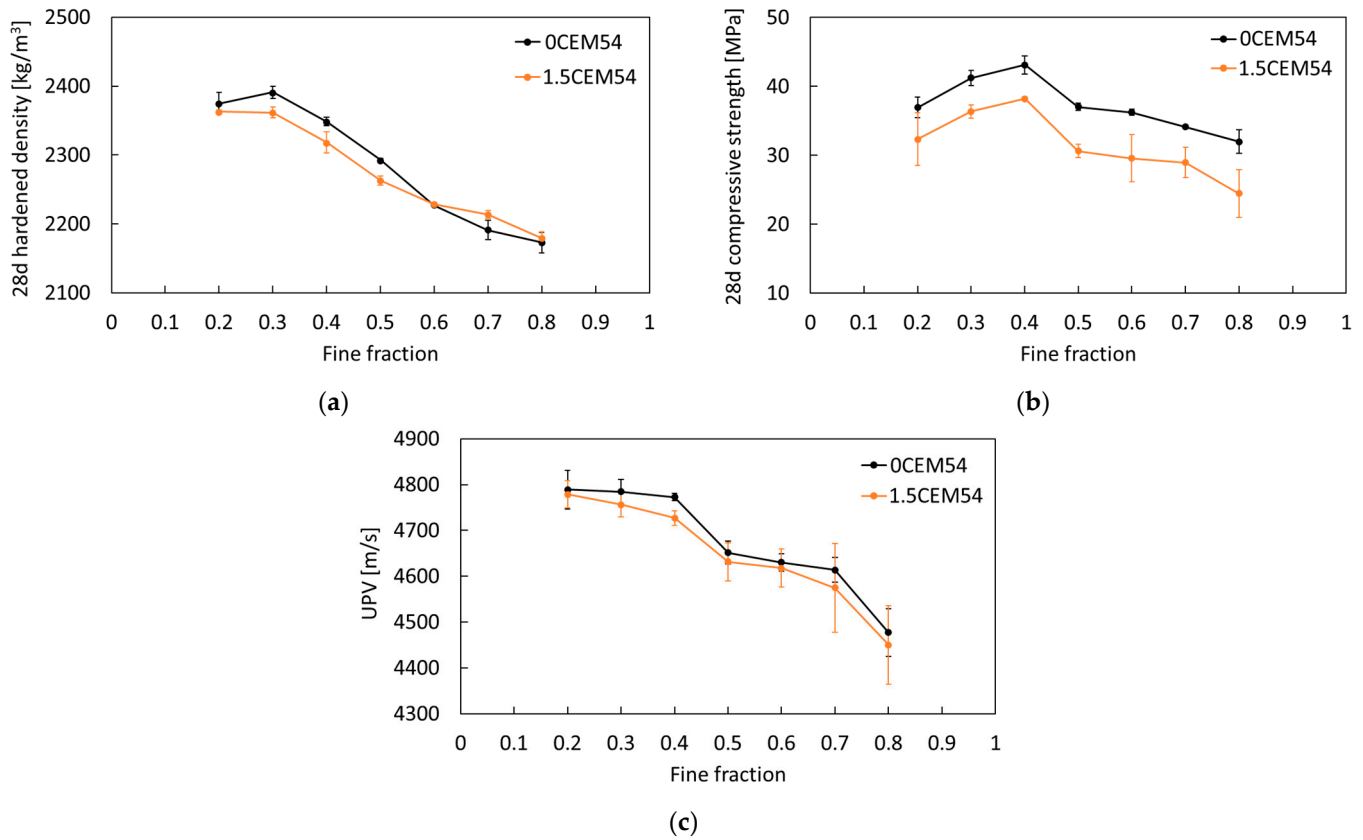 28d hardened density [kg/m³]
2500
2400
2300
2200
2100
0CEM54
1.5CEM54
0 0.1 0.2 0.3 0.4 0.5 0.6 0.7 0.8 0.9 1
Fine fraction
(a)
28d compressive strength [MPa]
50
40
30
20
10
0CEM54
1.5CEM54
0 0.1 0.2 0.3 0.4 0.5 0.6 0.7 0.8 0.9 1
Fine fraction
(b)
UPV [m/s]
4900
4800
4700
4600
4500
4400
4300
0CEM54
1.5CEM54
0 0.1 0.2 0.3 0.4 0.5 0.6 0.7 0.8 0.9 1
Fine fraction
(c)